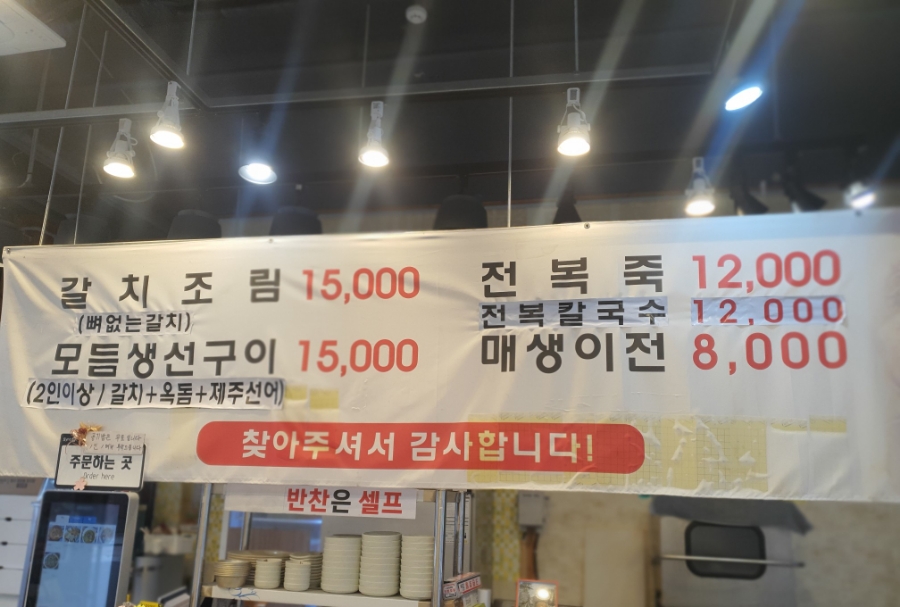 갈치조림 15,000
(뼈없는갈치)
모듬생선구이 15,000
(2인이상 / 갈치+옥돔+제주선어)
전복죽 12,000
전복칼국수 12,000
매생이전 8,000
찾아주셔서 감사합니다!
주문하는 곳
Order here
반찬은 셀프